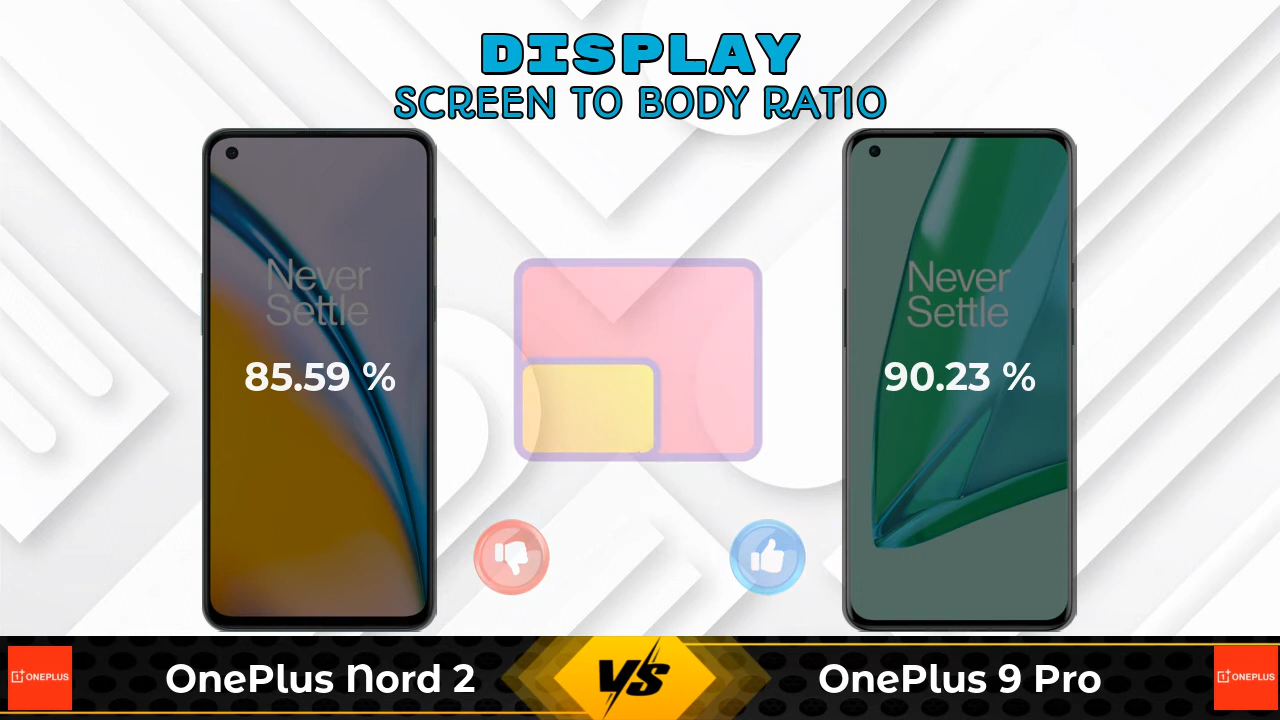 DISPLAY
SCREEN TO BODY RATIO
Never
Settle
85.59 %
Never
Settle
90.23 %
ONEPLUS
OnePlus Nord 2
VS
OnePlus 9 Pro
ONEPLUS